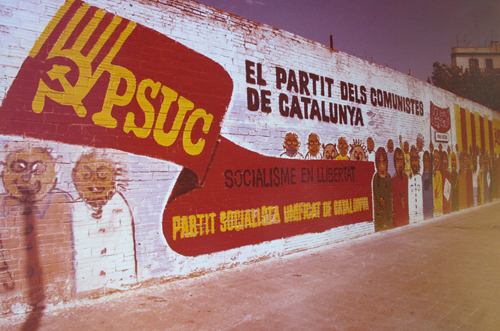 PSUC
EL PARTIT DELS COMUNISTES
DE CATALUNYA
SOCIALISME EN LLIBERTAT
PARTIT SOCIALISTA UNIFICAT DE CATALUNYA